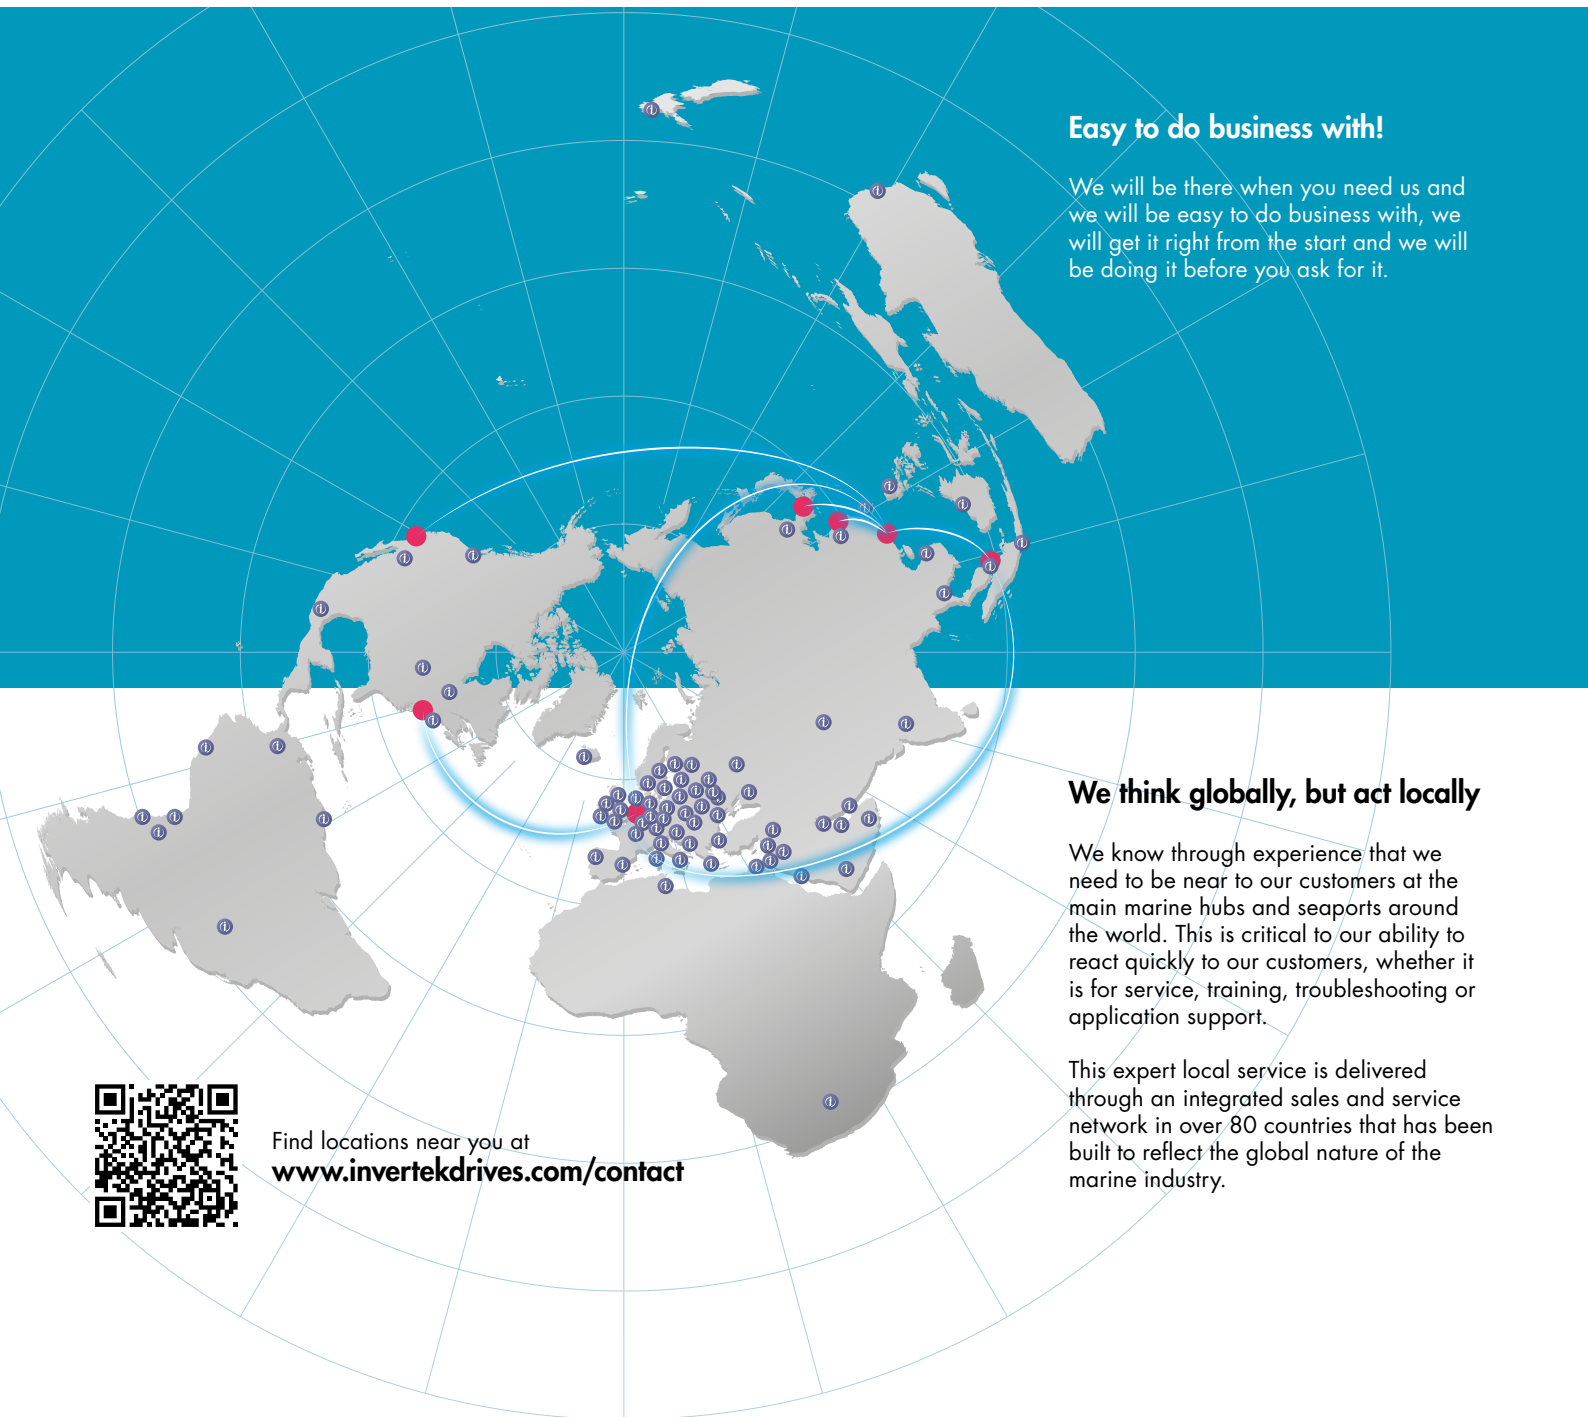 Easy to do business with!
We will be there when you need us and
we will be easy to do business with, we
will get it right from the start and we will
be doing it before you ask for it.
We think globally, but act locally
We know through experience that we
need to be near to our customers at the
main marine hubs and seaports around
the world. This is critical to our ability to
react quickly to our customers, whether it
is for service, training, troubleshooting or
application support.
This expert local service is delivered
through an integrated sales and service
network in over 80 countries that has been
built to reflect the global nature of the
marine industry.
Find locations near you at
www.invertekdrives.com/contact